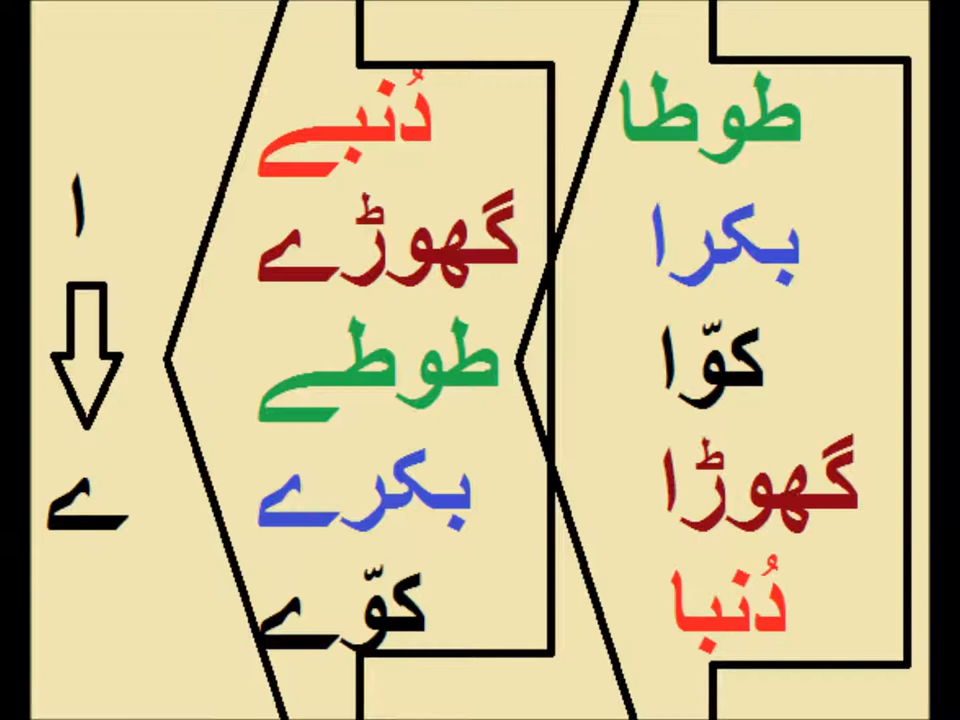 طوطا
بکرا
کوّا
گھوڑا
دُنبا
دُنبے
گھوڑے
طوطے
بکرے
کوّے
ا
ے